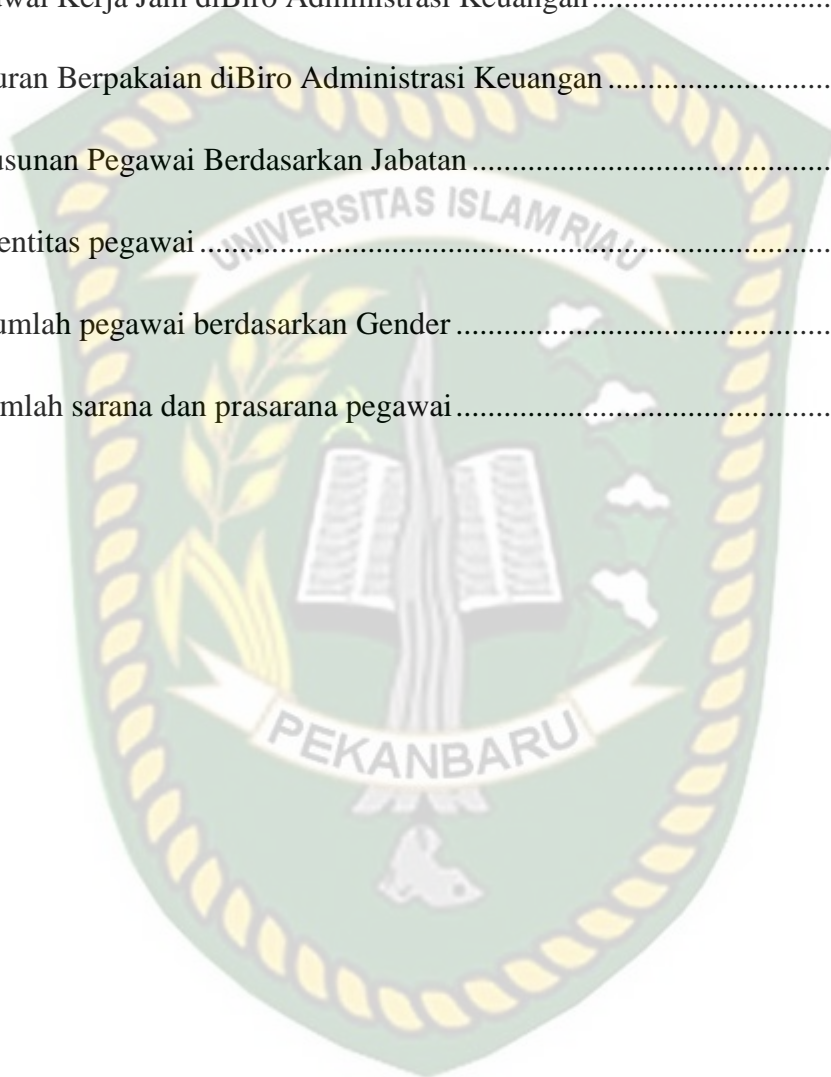 Kerja Jam diBiro Administrasi Keuangan
Berpakaian diBiro Administrasi Keuangan
usunan Pegawai Berdasarkan Jabatan
UNIVERSITAS ISLAM RIAU
entitas pegawai
umlah pegawai berdasarkan Gender
mlah sarana dan prasarana pegawai
PEKANBARU